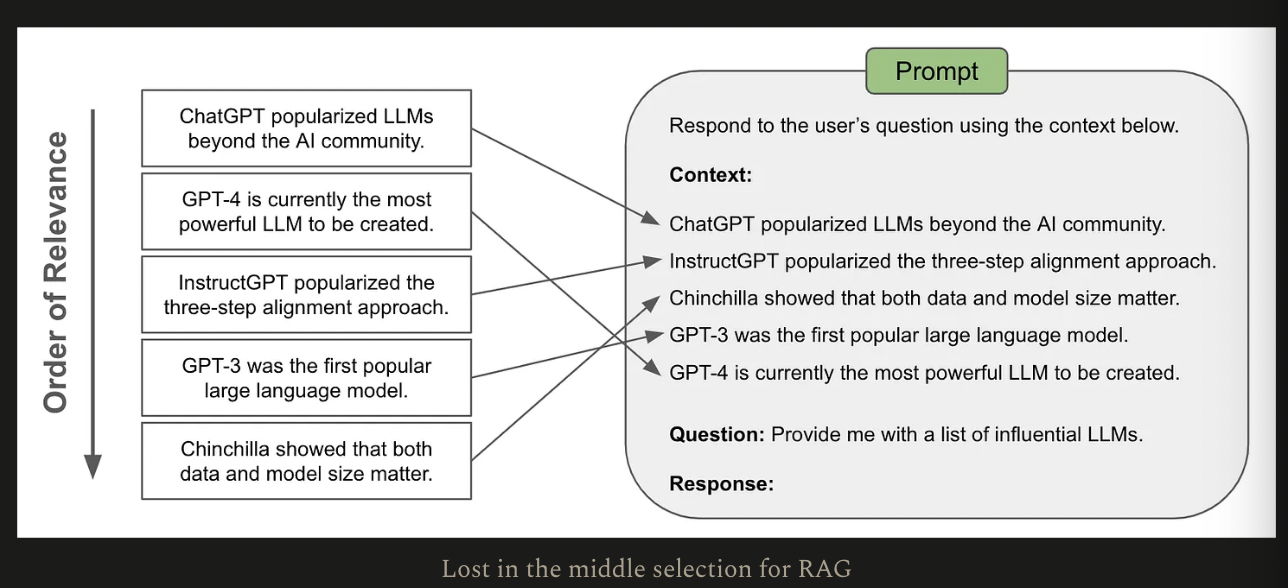 Order of Relevance
ChatGPT popularized LLMs
beyond the AI community.
GPT-4 is currently the most
powerful LLM to be created.
InstructGPT popularized the
three-step alignment approach.
GPT-3 was the first popular
large language model.
Chinchilla showed that both
data and model size matter.
Prompt
Respond to the user’s question using the context below.
Context:
ChatGPT popularized LLMs beyond the AI community.
InstructGPT popularized the three-step alignment approach.
Chinchilla showed that both data and model size matter.
GPT-3 was the first popular large language model.
GPT-4 is currently the most powerful LLM to be created.
Question: Provide me with a list of influential LLMs.
Response:
Lost in the middle selection for RAG